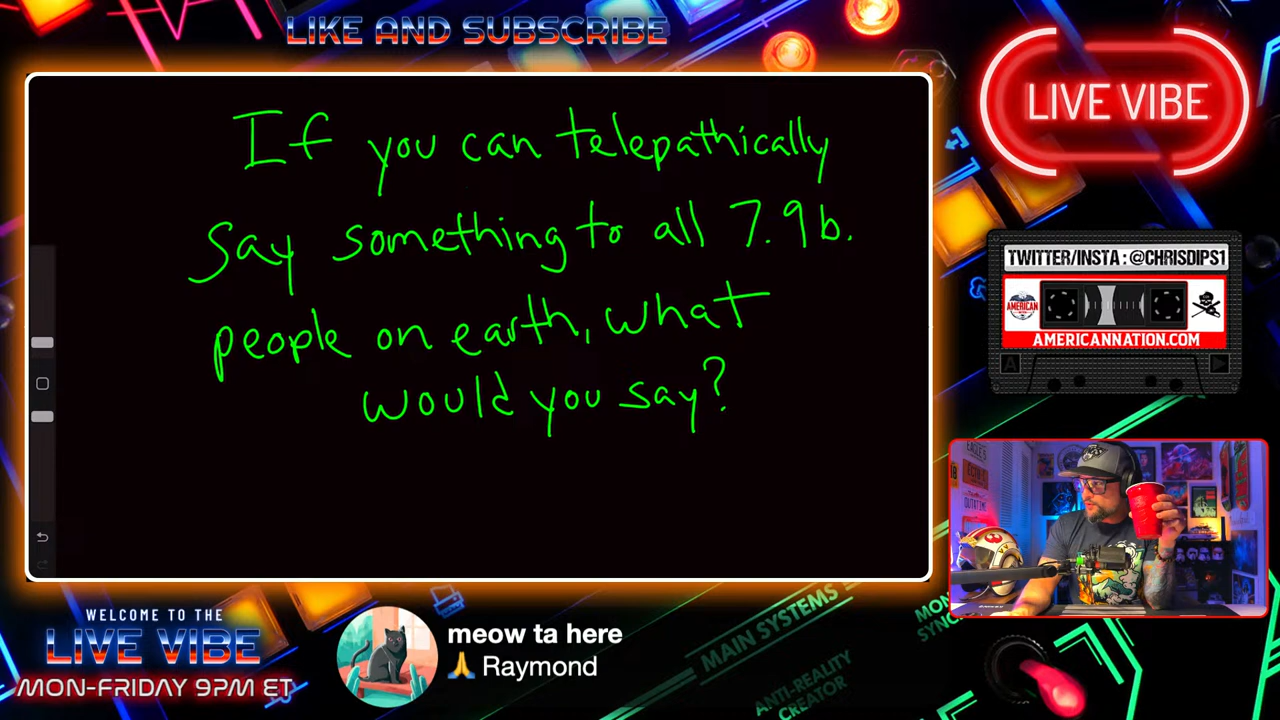 LIKE AND SUBSCRIBE
If you can telepathically
say something to all 7.9b.
people on earth, what
would you say?
LIVE VIBE
TWITTER/INSTA : @CHRISDIPS1
AMERICAN
AMERICANNATION.COM
A
WELCOME TO THE
LIVE VIBE
MON-FRIDAY 9PM ET
meow ta here
🙏 Raymond
MAIN SYSTEMS
ANTI-REALITY
CREATOR
OUTATIME